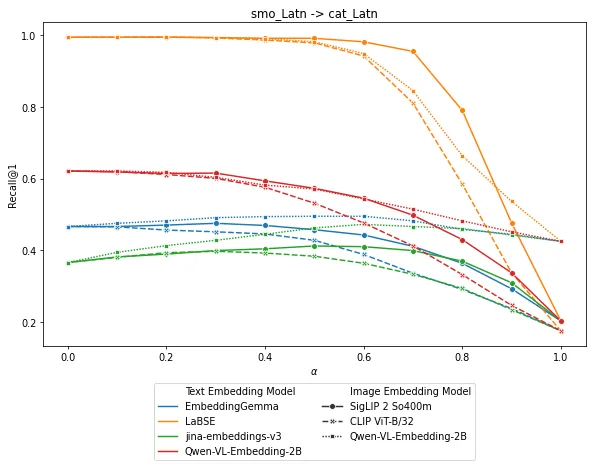 smo_Latn -> cat_Latn
Recall@1
1.0
0.8
0.6
0.4
0.2
0.0 0.2 0.4 0.6 0.8 1.0
α
Text Embedding Model Image Embedding Model
EmbeddingGemma SigLIP 2 So400m
LaBSE CLIP ViT-B/32
jina-embeddings-v3 Qwen-VL-Embedding-2B
Qwen-VL-Embedding-2B